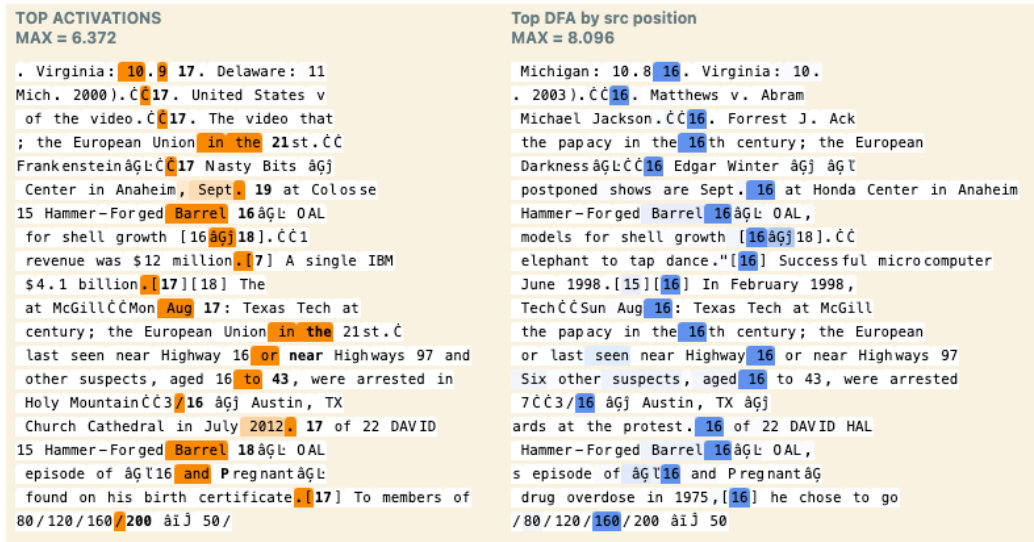 TOP ACTIVATIONS
MAX = 6.372
. Virginia: 10.9 17. Delaware: 11
Mich. 2000).ĊĊ17. United States v
of the video.ĊĊ17. The video that
; the European Union in the 21st.ĊĊ
FrankensteinâĢĿĊĊ17 Nasty Bits âĢĵ
Center in Anaheim, Sept. 19 at Colosse
15 Hammer-Forged Barrel 16âĢĿ OAL
for shell growth [16âĢĵ18].ĊĊ1
revenue was $12 million.[7] A single IBM
$4.1 billion.[17][18] The
at McGillĊĊMon Aug 17: Texas Tech at
century; the European Union in the 21st.Ċ
last seen near Highway 16 or near Highways 97 and
other suspects, aged 16 to 43, were arrested in
Holy MountainĊĊ3/16 âĢĵ Austin, TX
Church Cathedral in July 2012. 17 of 22 DAVID
15 Hammer-Forged Barrel 18âĢĿ OAL
episode of âĢľ16 and PregnantâĢĿ
found on his birth certificate.[17] To members of
80/120/160/200 âĪĴ 50/
Top DFA by src position
MAX = 8.096
Michigan: 10.8 16. Virginia: 10.
. 2003).ĊĊ16. Matthews v. Abram
Michael Jackson.ĊĊ16. Forrest J. Ack
the papacy in the 16th century; the European
DarknessâĢĿĊĊ16 Edgar Winter âĢĵ âĢľ
postponed shows are Sept. 16 at Honda Center in Anaheim
Hammer-Forged Barrel 16âĢĿ OAL,
models for shell growth [16âĢĵ18].ĊĊ
elephant to tap dance."[16] Successful microcomputer
June 1998.[15][16] In February 1998,
TechĊĊSun Aug 16: Texas Tech at McGill
the papacy in the 16th century; the European
or last seen near Highway 16 or near Highways 97
Six other suspects, aged 16 to 43, were arrested
7ĊĊ3/16 âĢĵ Austin, TX âĢĵ
ards at the protest. 16 of 22 DAVID HAL
Hammer-Forged Barrel 16âĢĿ OAL,
s episode of âĢľ16 and PregnantâĢ
drug overdose in 1975,[16] he chose to go
/80/120/160/200 âĪĴ 50